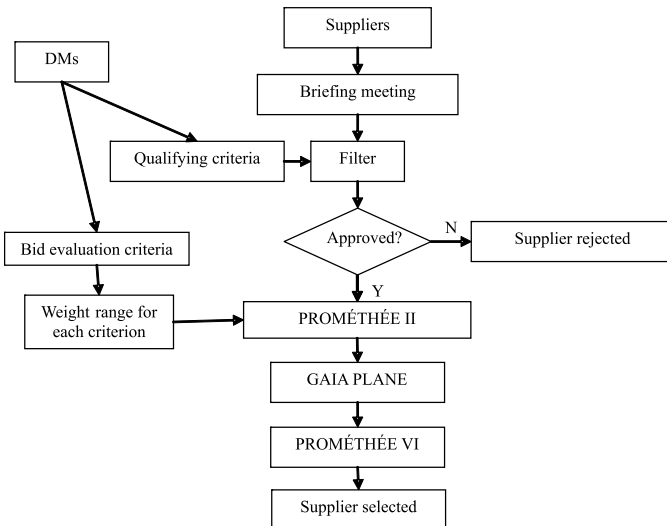 Suppliers
DMs
Briefing meeting
Qualifying criteria
Filter
Approved?
N
Supplier rejected
Bid evaluation criteria
Y
Weight range for
each criterion
PROMÉTHÉE II
GAIA PLANE
PROMÉTHÉE VI
Supplier selected